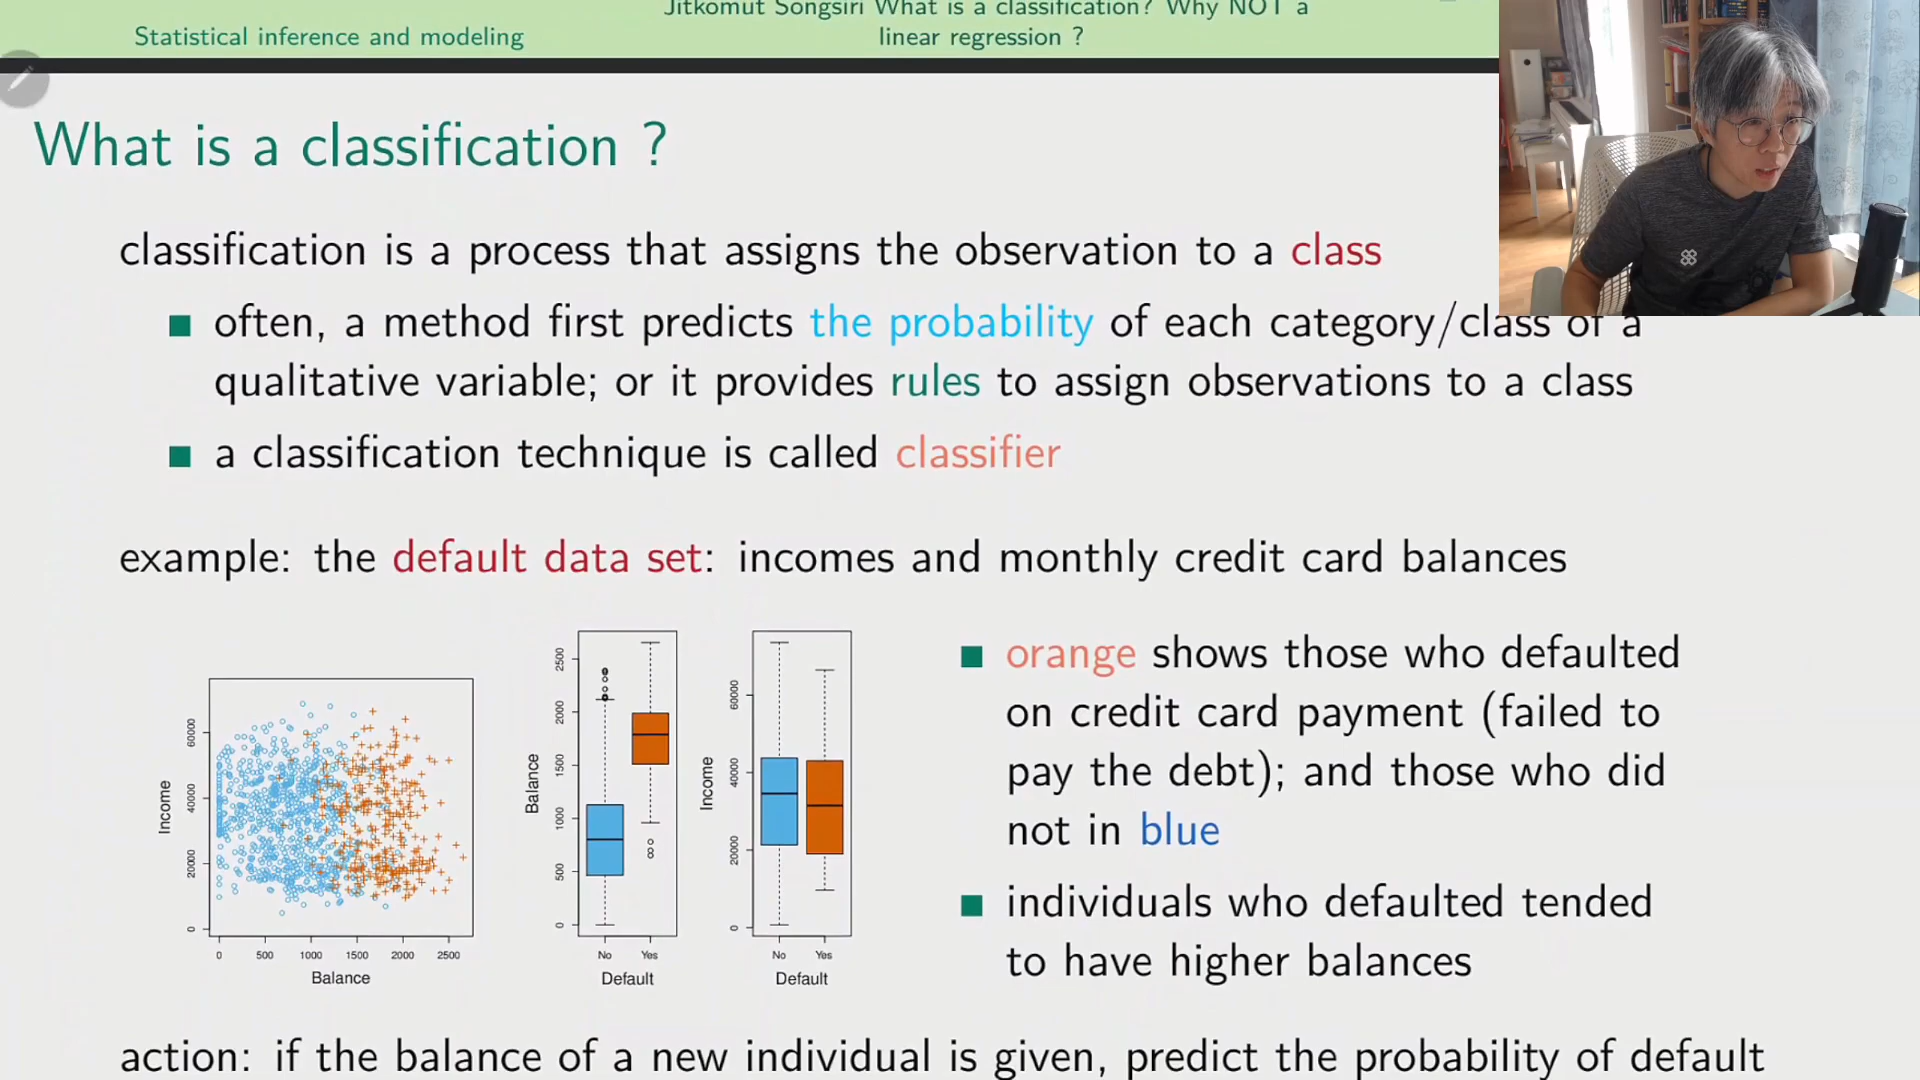 Jitkomut Songsiri What is a classification? Why NOT a
Statistical inference and modeling
linear regression ?
What is a classification ?
classification is a process that assigns the observation to a class
often, a method first predicts the probability of each category/class of a
qualitative variable; or it provides rules to assign observations to a class
a classification technique is called classifier
example: the default data set: incomes and monthly credit card balances
Income
60000
40000
20000
0
0 500 1000 1500 2000 2500
Balance
Balance
2500
2000
1500
1000
500
0
No Yes
Default
Income
60000
40000
20000
0
No Yes
Default
orange shows those who defaulted
on credit card payment (failed to
pay the debt); and those who did
not in blue
individuals who defaulted tended
to have higher balances
action: if the balance of a new individual is given, predict the probability of default